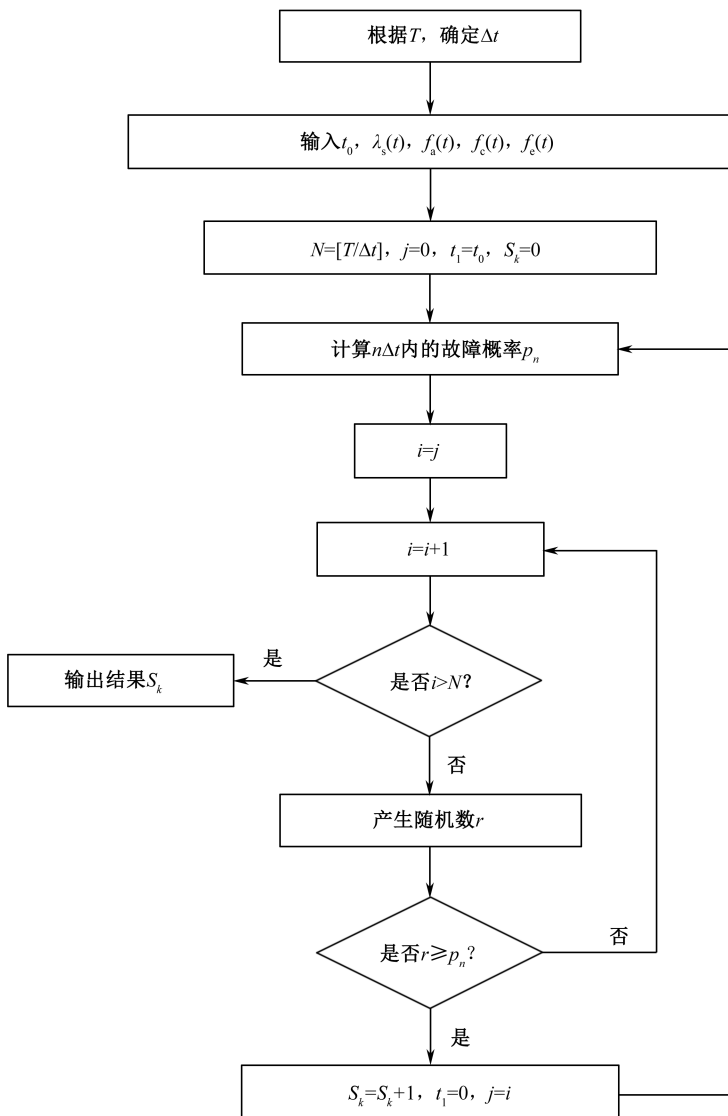 根据T，确定Δt
输入t₀，λₛ(t)，fₐ(t)，f_c(t)，fₑ(t)
N=[T/Δt]，j=0，t₁=t₀，Sₖ=0
计算nΔt内的故障概率pₙ
i=j
i=i+1
是否i>N？
是
输出结果Sₖ
否
产生随机数r
是否r≥pₙ？
否
是
Sₖ=Sₖ+1，t₁=0，j=i